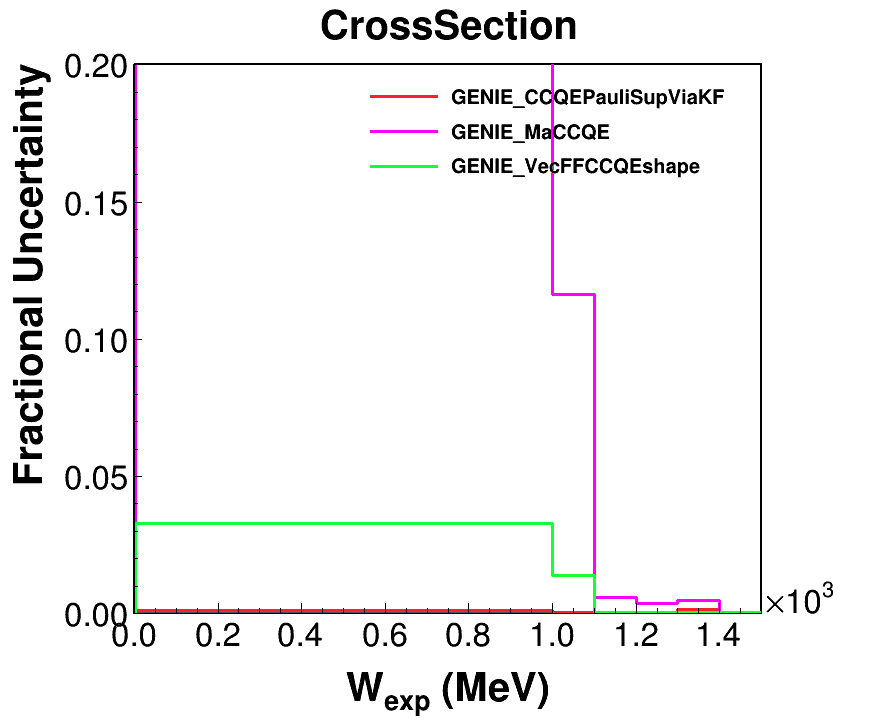 CrossSection
Fractional Uncertainty
0.20
0.15
0.10
0.05
0.00
GENIE_CCQEPauliSupViaKF
GENIE_MaCCQE
GENIE_VecFFCCQEshape
0.0 0.2 0.4 0.6 0.8 1.0 1.2 1.4
×10³
W_exp (MeV)